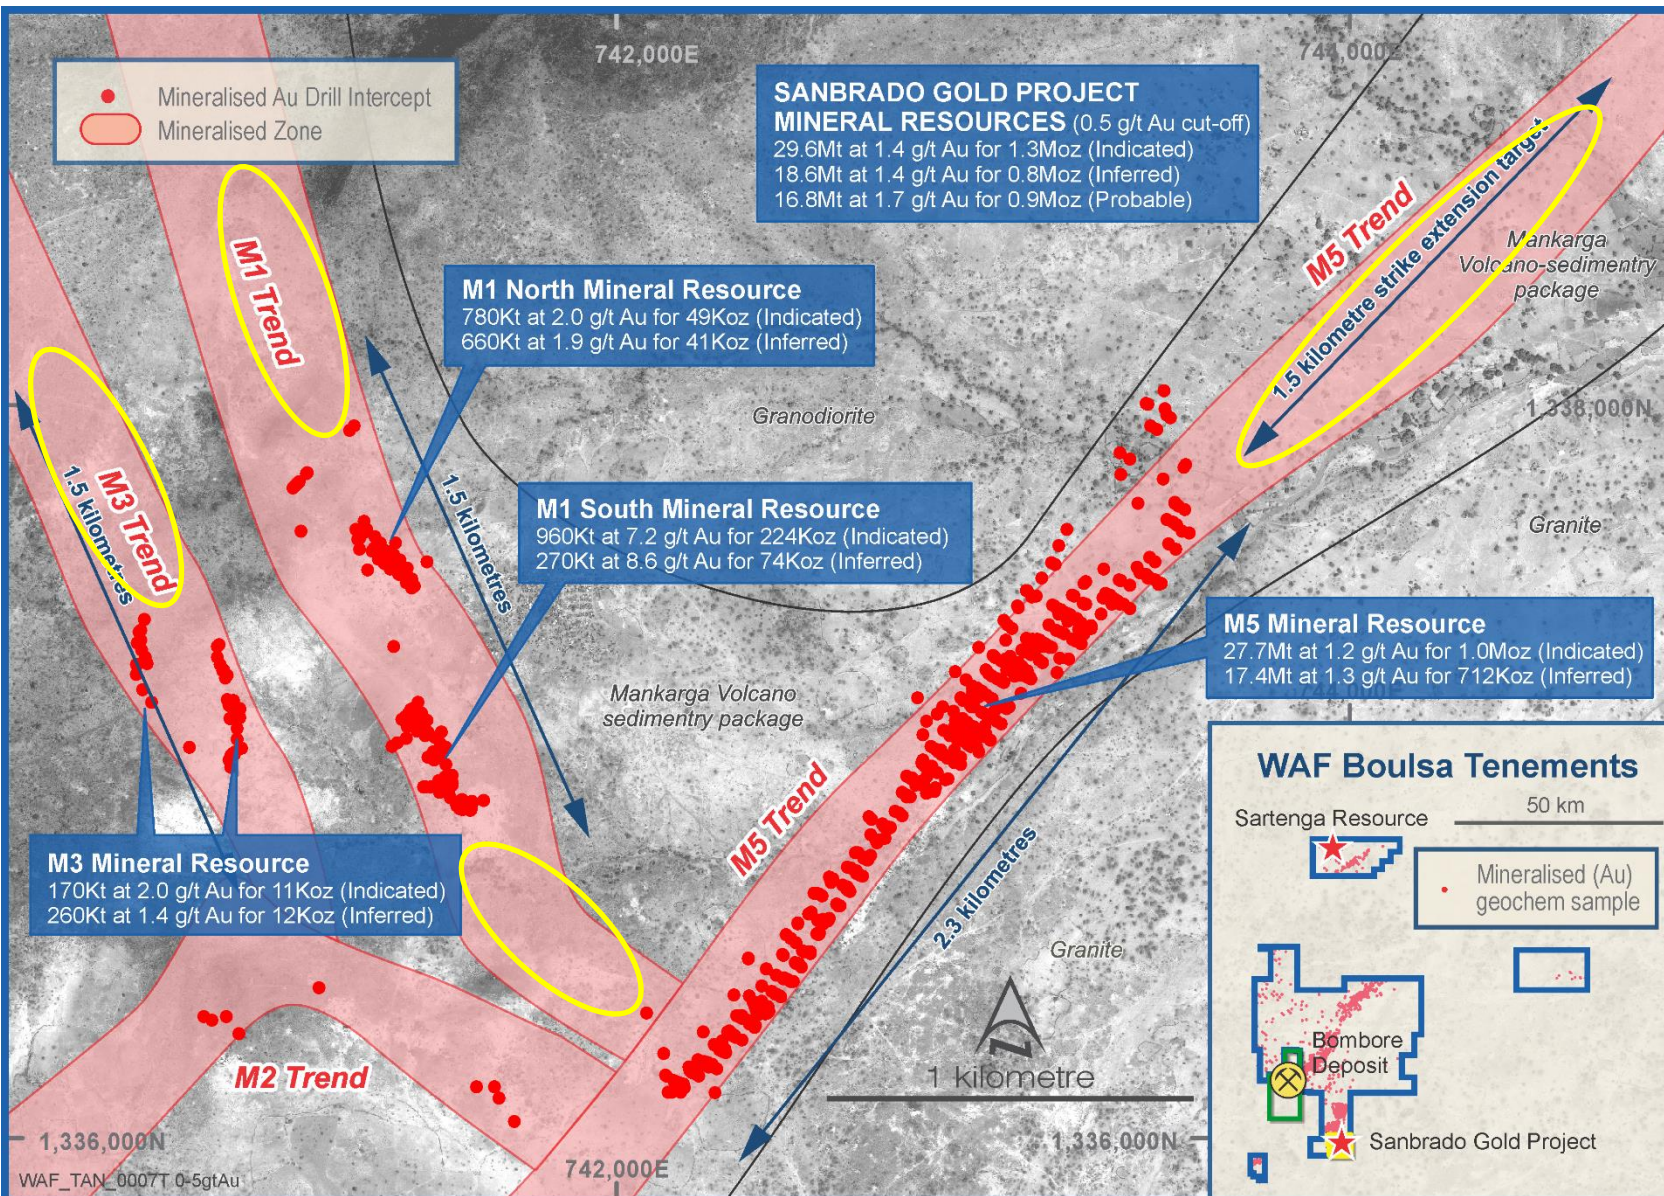 742,000E
744,000E
Mineralised Au Drill Intercept
Mineralised Zone
SANBRADO GOLD PROJECT
MINERAL RESOURCES (0.5 g/t Au cut-off)
29.6Mt at 1.4 g/t Au for 1.3Moz (Indicated)
18.6Mt at 1.4 g/t Au for 0.8Moz (Inferred)
16.8Mt at 1.7 g/t Au for 0.9Moz (Probable)
M1 Trend
M5 Trend
1.5 kilometre strike extension target
Mankarga
Volcano-sedimentry
package
M1 North Mineral Resource
780Kt at 2.0 g/t Au for 49Koz (Indicated)
660Kt at 1.9 g/t Au for 41Koz (Inferred)
Granodiorite
1,338,000N
M3 Trend
1.5 kilometres
1.5 kilometres
M1 South Mineral Resource
960Kt at 7.2 g/t Au for 224Koz (Indicated)
270Kt at 8.6 g/t Au for 74Koz (Inferred)
Granite
M5 Mineral Resource
27.7Mt at 1.2 g/t Au for 1.0Moz (Indicated)
17.4Mt at 1.3 g/t Au for 712Koz (Inferred)
744,000E
Mankarga Volcano
sedimentry package
M5 Trend
2.3 kilometres
M3 Mineral Resource
170Kt at 2.0 g/t Au for 11Koz (Indicated)
260Kt at 1.4 g/t Au for 12Koz (Inferred)
Granite
M2 Trend
N
1 kilometre
1,336,000N
1,336,000N
742,000E
WAF_TAN_0007T 0-5gtAu
WAF Boulsa Tenements
50 km
Sartenga Resource
Mineralised (Au)
geochem sample
Bombore
Deposit
Sanbrado Gold Project